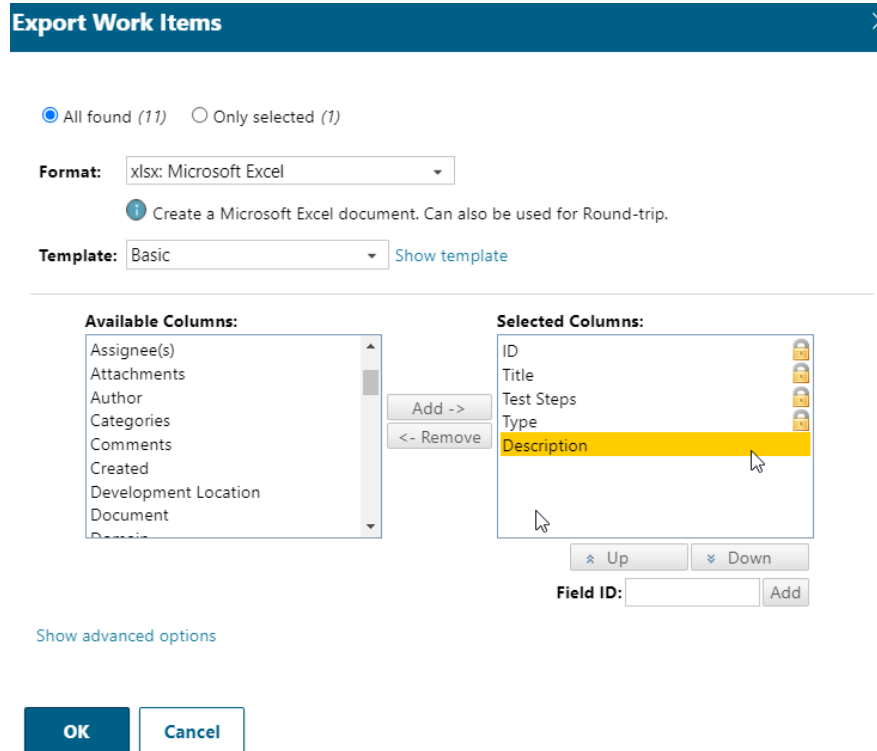 Export Work Items
All found (11) Only selected (1)
Format: xlsx: Microsoft Excel
Create a Microsoft Excel document. Can also be used for Round-trip.
Template: Basic Show template
Available Columns:
Assignee(s)
Attachments
Author
Categories
Comments
Created
Development Location
Document
Domain
Add ->
<- Remove
Selected Columns:
ID
Title
Test Steps
Type
Description
Up Down
Field ID: Add
Show advanced options
OK Cancel